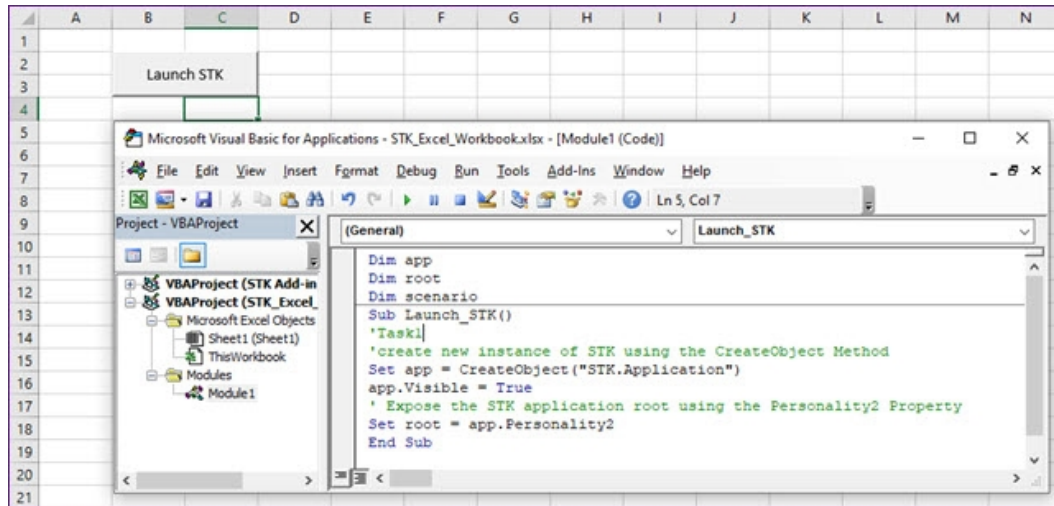 A B C D E F G H I J K L M N
1
2
Launch STK
3
4
5
Microsoft Visual Basic for Applications - STK_Excel_Workbook.xlsx - [Module1 (Code)]
6
7
File Edit View Insert Format Debug Run Tools Add-Ins Window Help
8
Ln 5, Col 7
9
Project - VBAProject
(General)
Launch_STK
10
11
12
13
14
15
16
17
18
19
20
21
VBAProject (STK Add-in
VBAProject (STK_Excel_
Microsoft Excel Objects
Sheet1 (Sheet1)
ThisWorkbook
Modules
Module1
Dim app
Dim root
Dim scenario
Sub Launch_STK()
'Task1
'create new instance of STK using the CreateObject Method
Set app = CreateObject("STK.Application")
app.Visible = True
' Expose the STK application root using the Personality2 Property
Set root = app.Personality2
End Sub